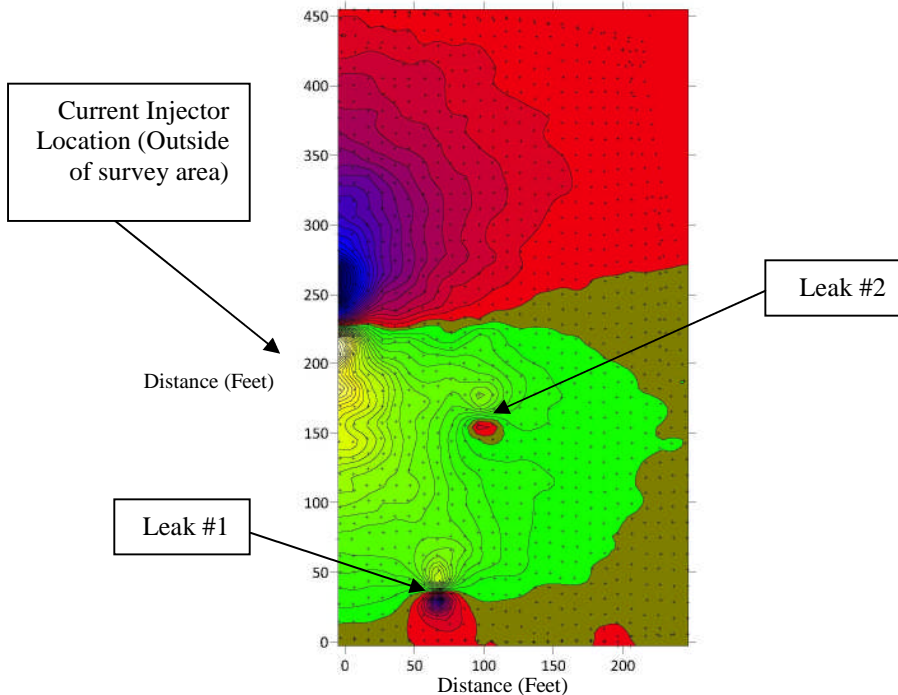 450
400
350
300
250
200
150
100
50
0
Current Injector
Location (Outside
of survey area)
Leak #2
Distance (Feet)
Leak #1
0
50
100
150
200
Distance (Feet)